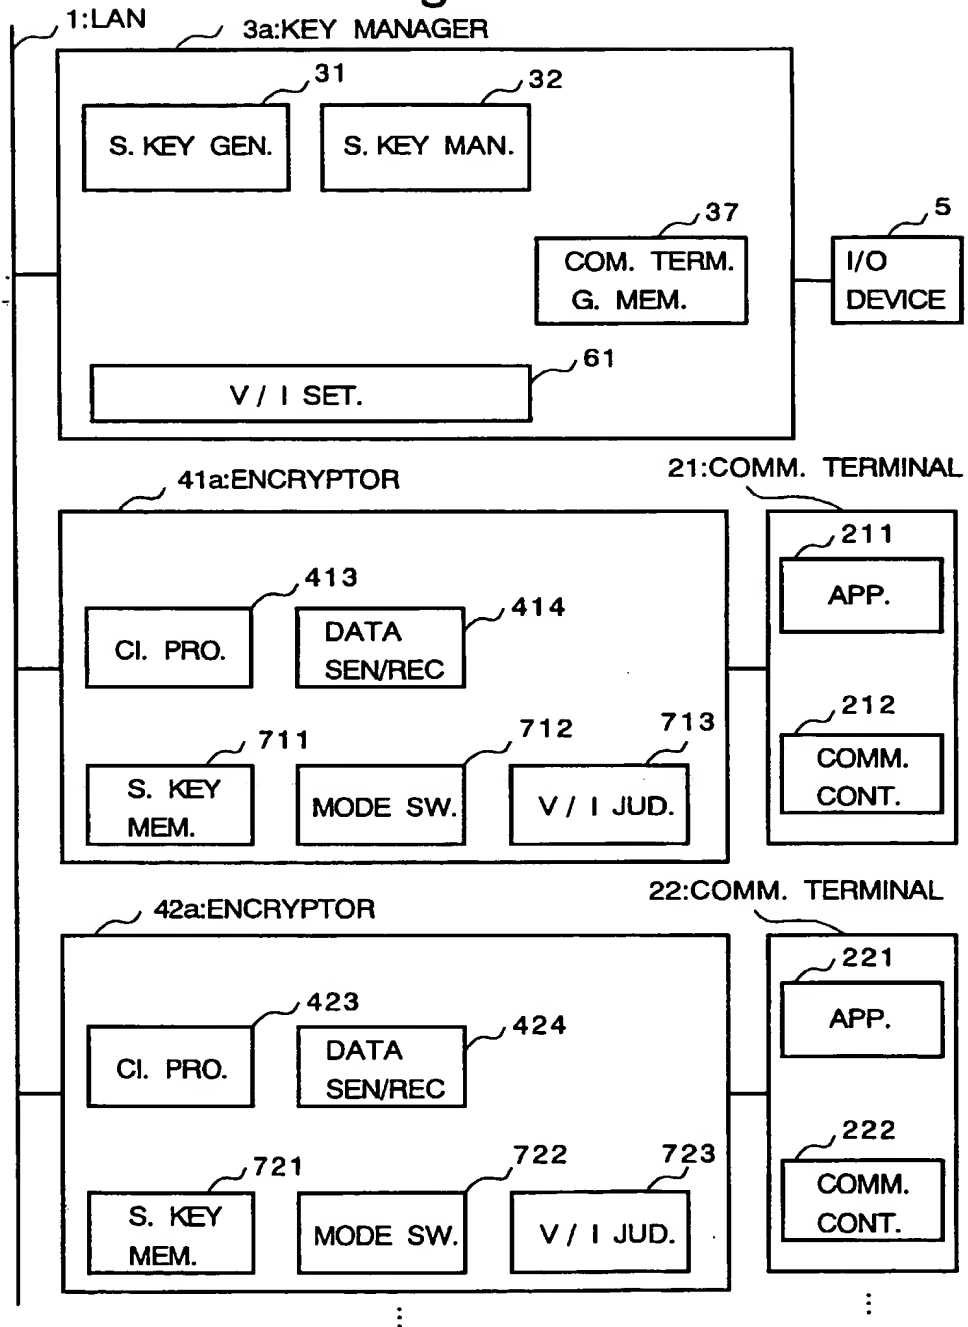 1:LAN
3a:KEY MANAGER
31
32
S. KEY GEN.
S. KEY MAN.
37
5
COM. TERM.
G. MEM.
I/O
DEVICE
61
V / I SET.
41a:ENCRYPTOR
21:COMM. TERMINAL
413
414
211
CI. PRO.
DATA
SEN/REC
APP.
711
712
713
212
S. KEY
MEM.
MODE SW.
V / I JUD.
COMM.
CONT.
42a:ENCRYPTOR
22:COMM. TERMINAL
423
424
221
CI. PRO.
DATA
SEN/REC
APP.
721
722
723
222
S. KEY
MEM.
MODE SW.
V / I JUD.
COMM.
CONT.